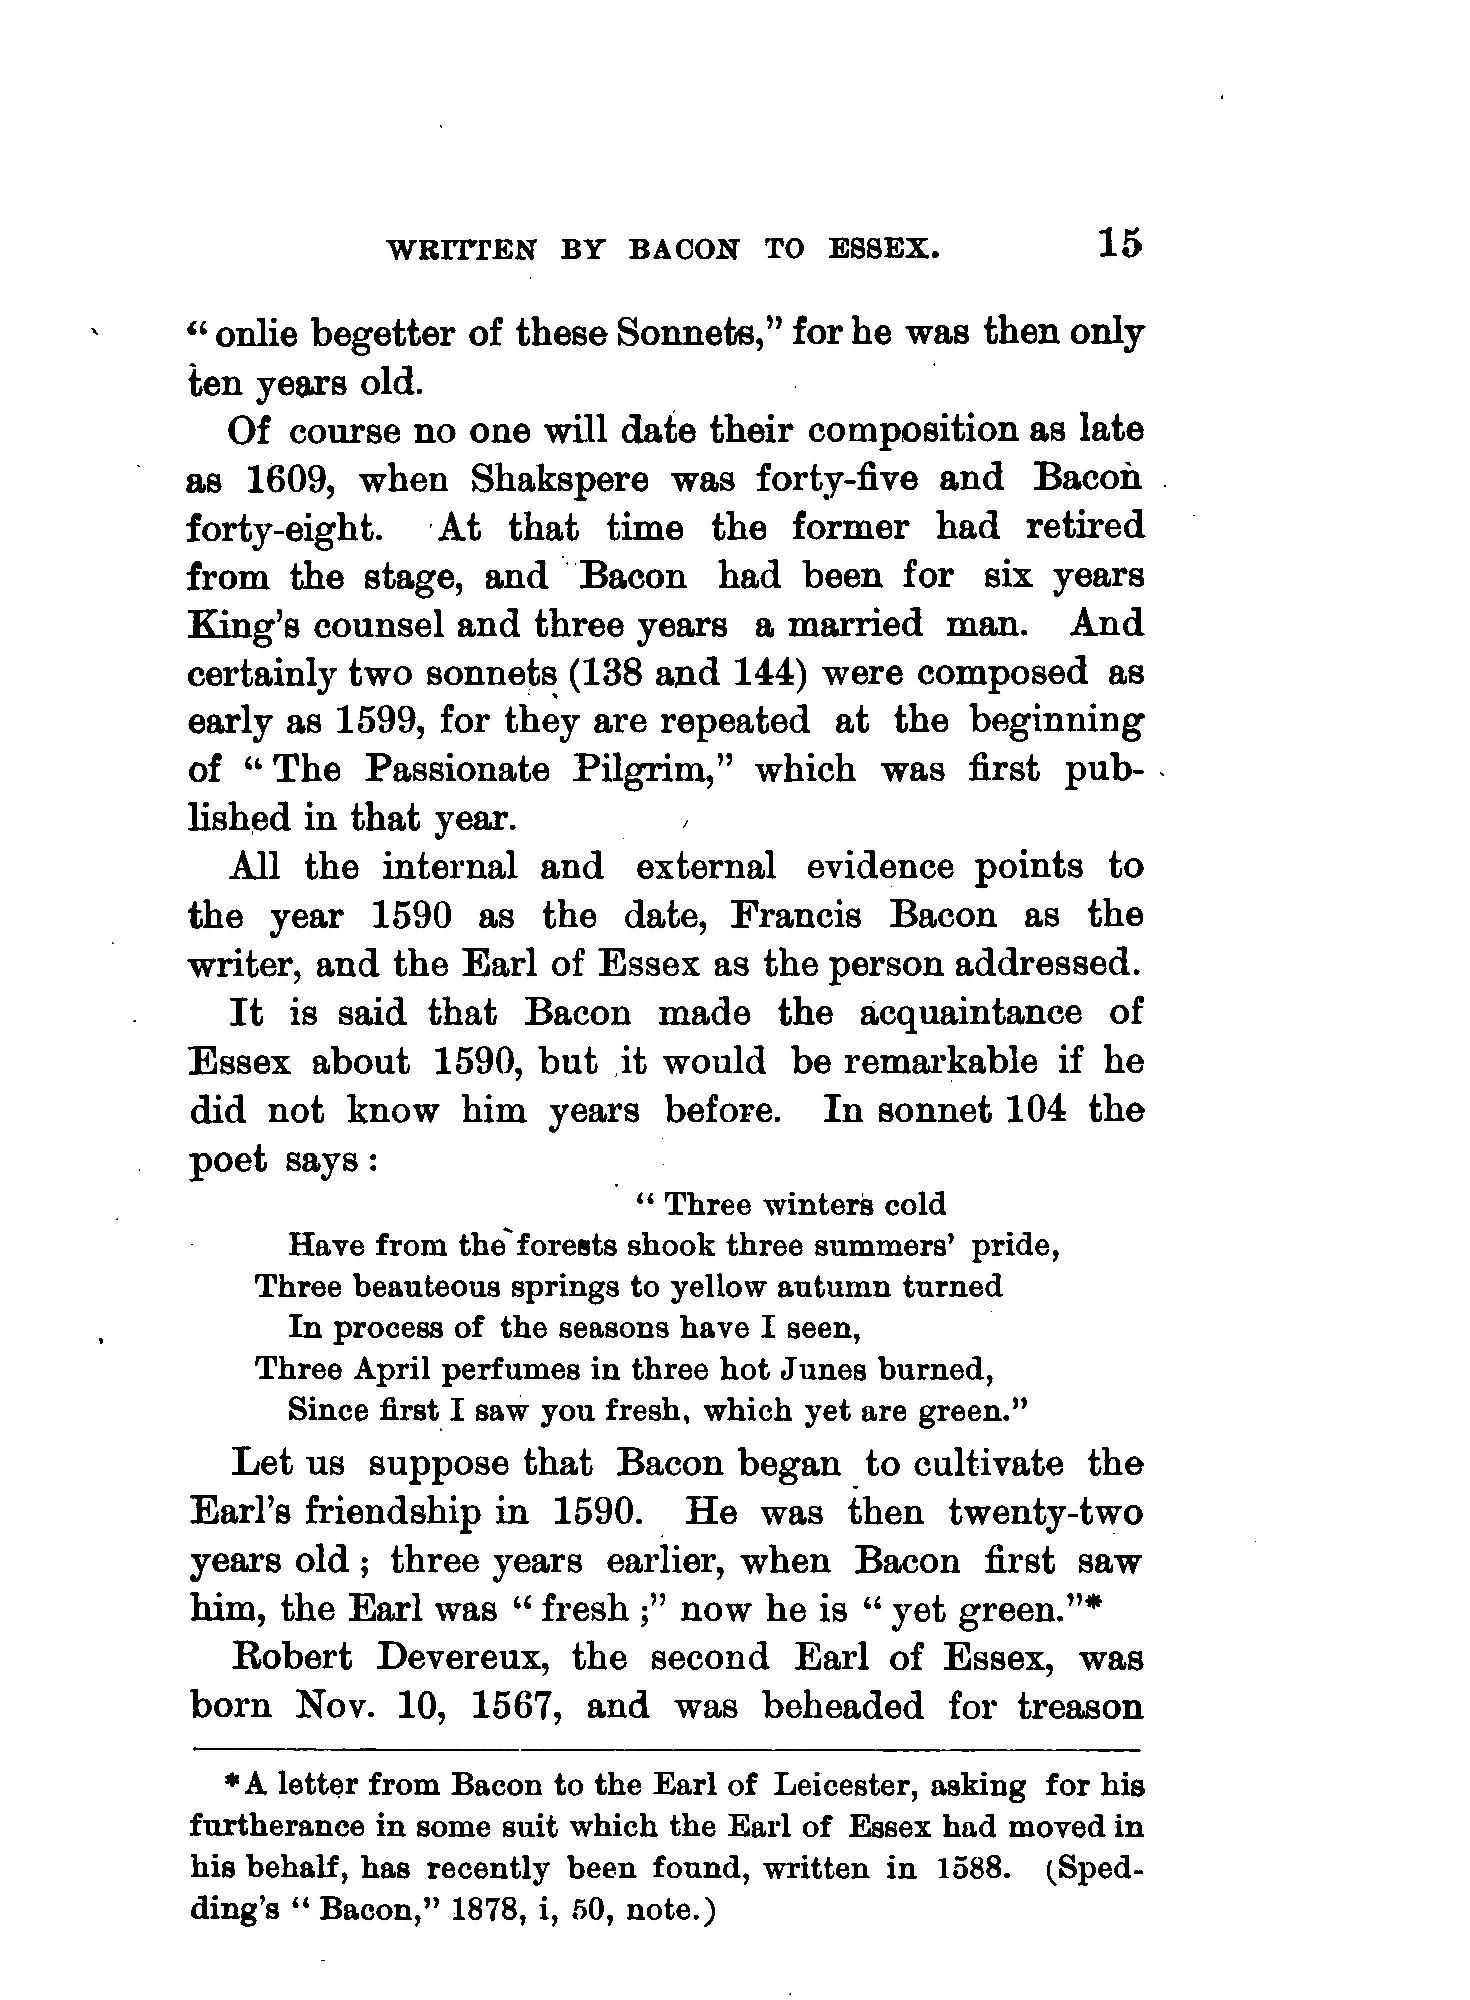 WRITTEN BY BACON TO ESSEX. 15
“onlie begetter of these Sonnets,” for he was then only
ten years old.
Of course no one will date their composition as late
as 1609, when Shakspere was forty-five and Bacon
forty-eight. At that time the former had retired
from the stage, and Bacon had been for six years
King’s counsel and three years a married man. And
certainly two sonnets (138 and 144) were composed as
early as 1599, for they are repeated at the beginning
of “The Passionate Pilgrim,” which was first pub-
lished in that year.
All the internal and external evidence points to
the year 1590 as the date, Francis Bacon as the
writer, and the Earl of Essex as the person addressed.
It is said that Bacon made the acquaintance of
Essex about 1590, but it would be remarkable if he
did not know him years before. In sonnet 104 the
poet says:
“Three winters cold
Have from the forests shook three summers’ pride,
Three beauteous springs to yellow autumn turned
In process of the seasons have I seen,
Three April perfumes in three hot Junes burned,
Since first I saw you fresh, which yet are green.”
Let us suppose that Bacon began to cultivate the
Earl’s friendship in 1590. He was then twenty-two
years old; three years earlier, when Bacon first saw
him, the Earl was “fresh;” now he is “yet green.”*
Robert Devereux, the second Earl of Essex, was
born Nov. 10, 1567, and was beheaded for treason
*A letter from Bacon to the Earl of Leicester, asking for his
furtherance in some suit which the Earl of Essex had moved in
his behalf, has recently been found, written in 1588. (Sped-
ding’s “Bacon,” 1878, i, 50, note.)